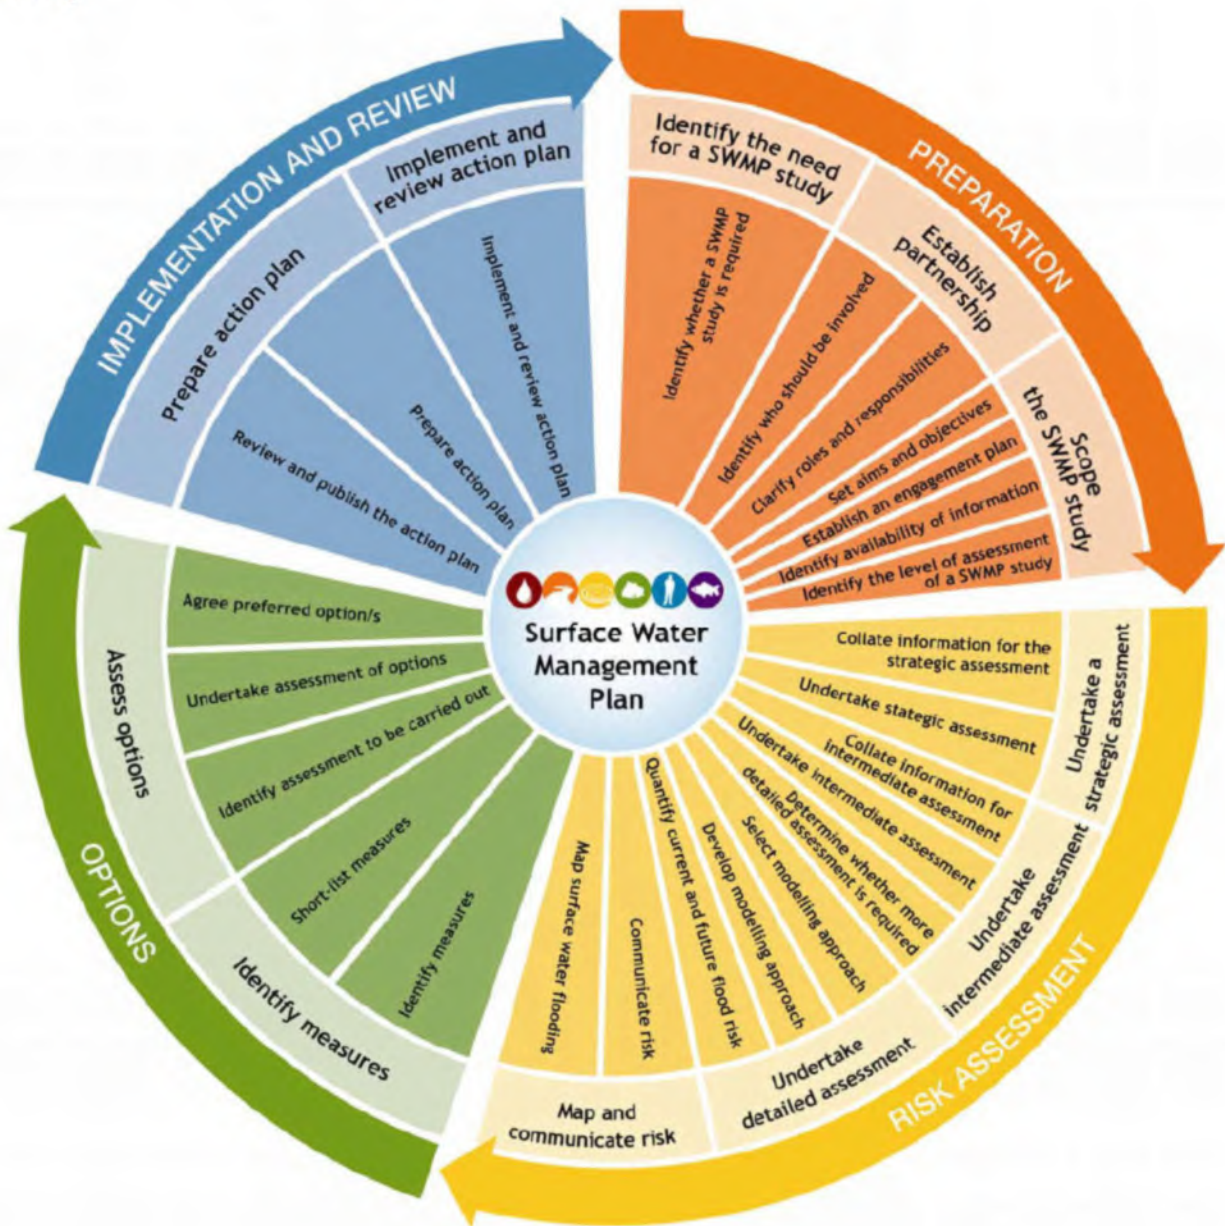 Surface Water
Management
Plan
PREPARATION
Identify the need
for a SWMP study
Identify whether a SWMP
study is required
Establish
partnership
Identify who should be involved
Clarify roles and responsibilities
Scope
the SWMP study
Set aims and objectives
Establish an engagement plan
Identify availability of information
Identify the level of assessment
of a SWMP study
RISK ASSESSMENT
Undertake a
strategic assessment
Collate information for the
strategic assessment
Undertake stategic assessment
Undertake
intermediate assessment
Collate information for
intermediate assessment
Undertake intermediate assessment
Determine whether more
detailed assessment is required
Undertake
detailed assessment
Select modelling approach
Develop modelling approach
Quantify current and future flood risk
Map and
communicate risk
Communicate risk
Map surface water flooding
OPTIONS
Identify measures
Identify measures
Short-list measures
Assess options
Identify assessment to be carried out
Undertake assessment of options
Agree preferred option/s
IMPLEMENTATION AND REVIEW
Prepare action plan
Review and publish the action plan
Prepare action plan
Implement and
review action plan
Implement and review action plan